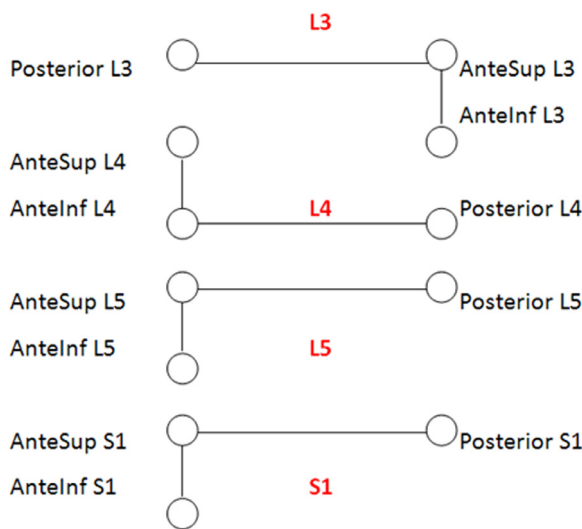 L3
Posterior L3
AnteSup L3
AnteInf L3
AnteSup L4
AnteInf L4
L4
Posterior L4
AnteSup L5
Posterior L5
AnteInf L5
L5
AnteSup S1
Posterior S1
AnteInf S1
S1